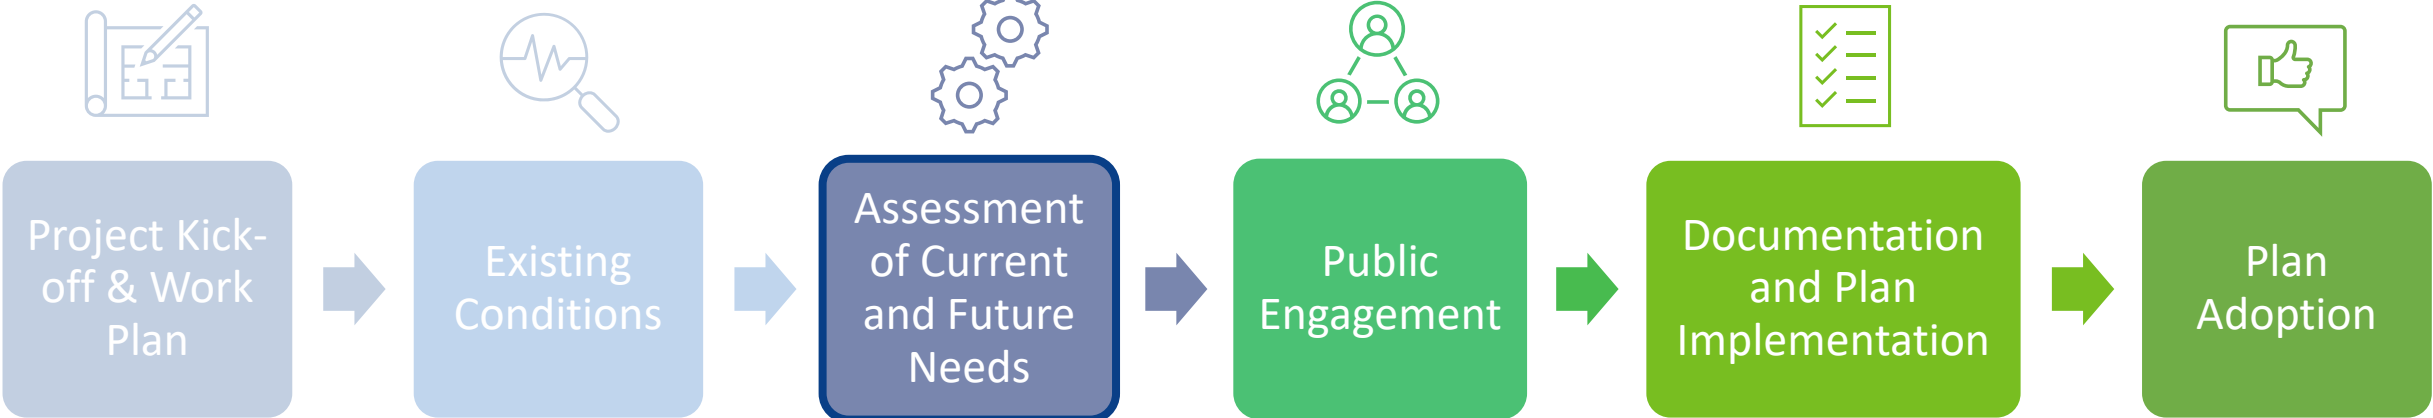 Project Kick-
off & Work
Plan
Existing
Conditions
Assessment
of Current
and Future
Needs
Public
Engagement
Documentation
and Plan
Implementation
Plan
Adoption